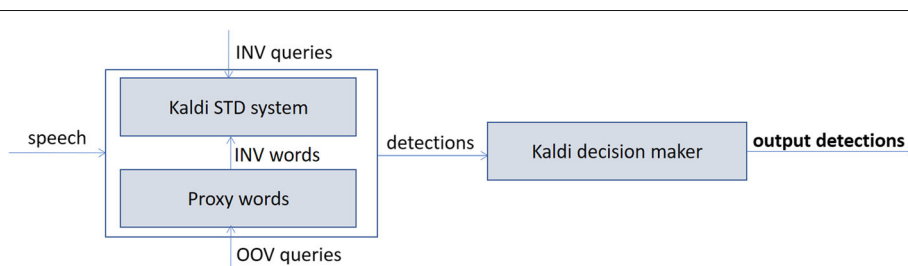 INV queries
Kaldi STD system
speech
INV words
detections
Kaldi decision maker
output detections
Proxy words
OOV queries